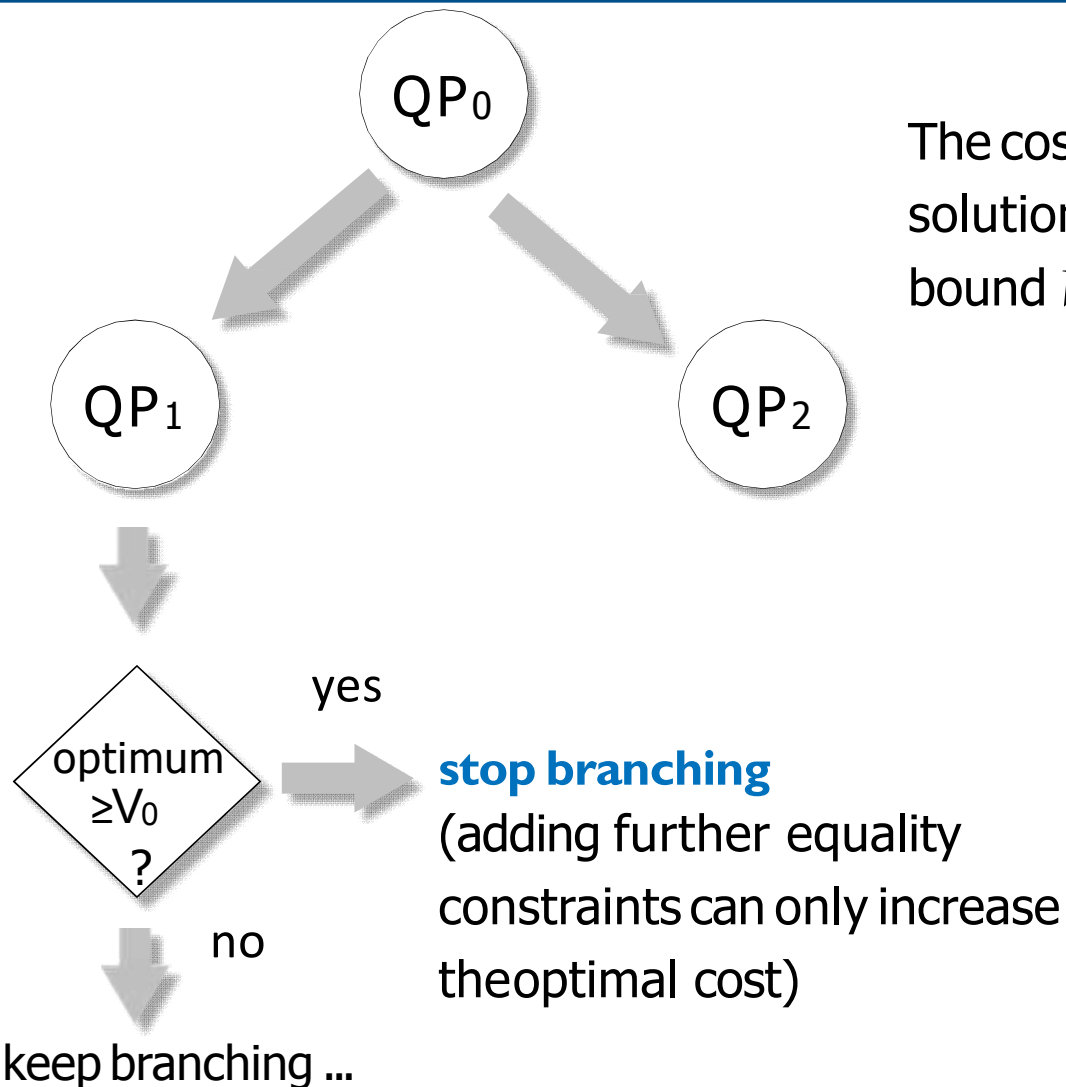 QP₀
The cos
solution
bound
QP₁
QP₂
yes
optimum
≥V₀
?
stop branching
(adding further equality
constraints can only increase
theoptimal cost)
no
keep branching ...